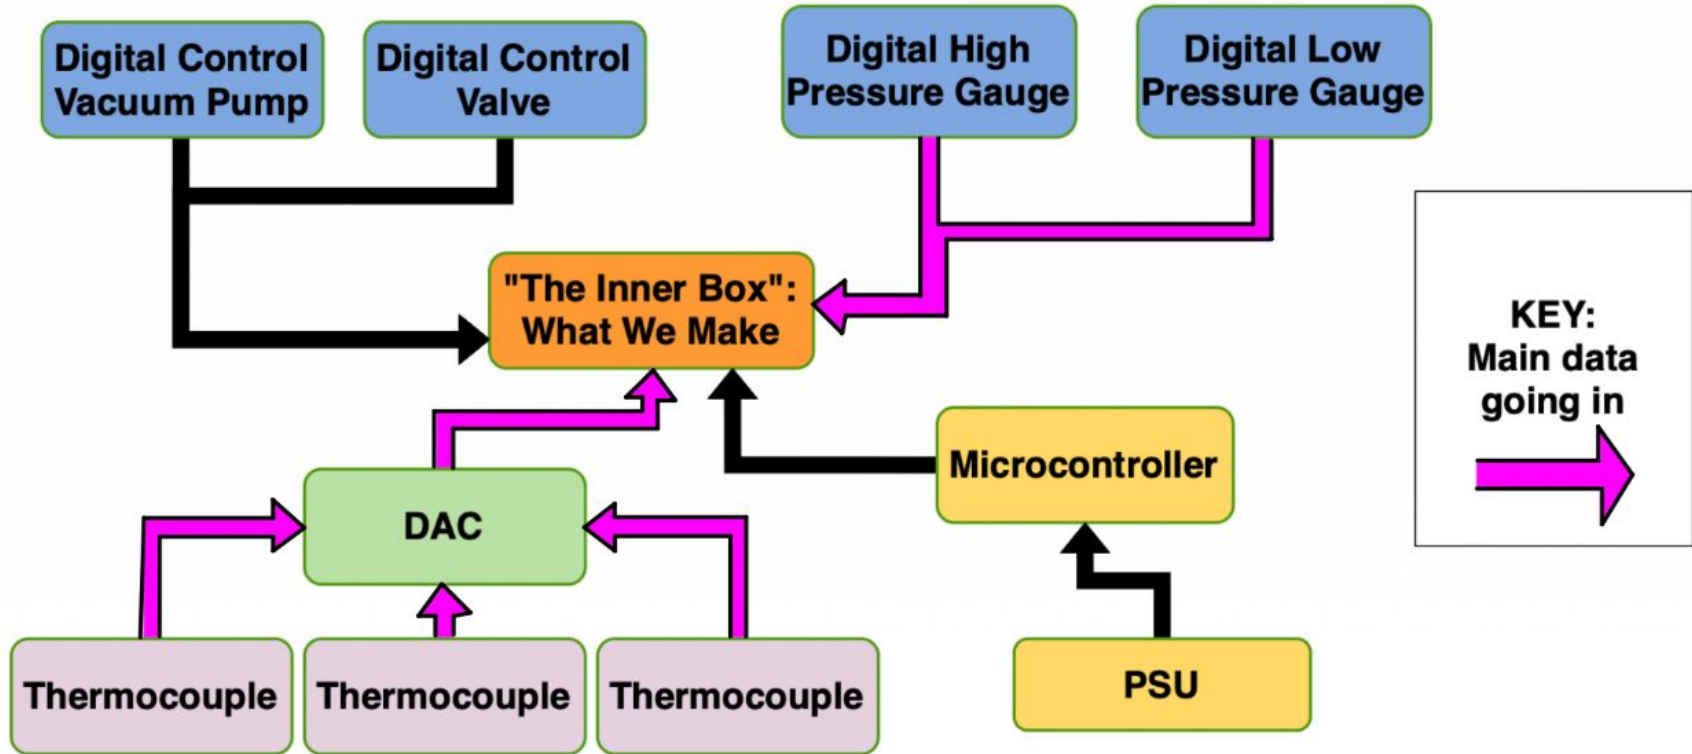 Digital Control
Vacuum Pump
Digital Control
Valve
Digital High
Pressure Gauge
Digital Low
Pressure Gauge
"The Inner Box":
What We Make
KEY:
Main data
going in
Microcontroller
DAC
Thermocouple
Thermocouple
Thermocouple
PSU